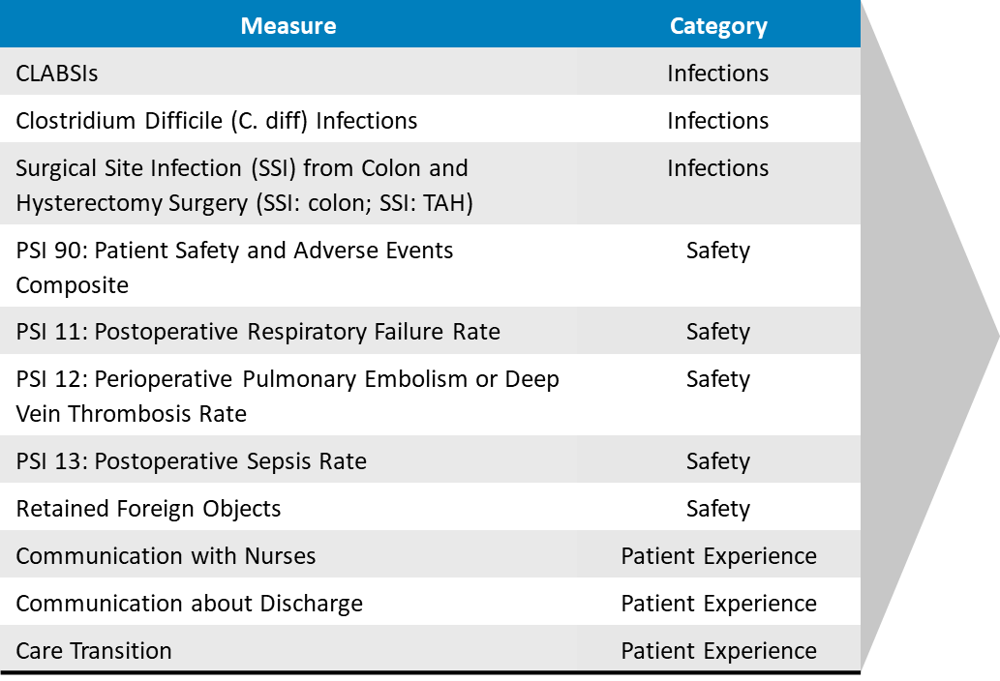 Measure Category
CLABSIs Infections
Clostridium Difficile (C. diff) Infections Infections
Surgical Site Infection (SSI) from Colon and Infections
Hysterectomy Surgery (SSI: colon; SSI: TAH)
PSI 90: Patient Safety and Adverse Events Safety
Composite
PSI 11: Postoperative Respiratory Failure Rate Safety
PSI 12: Perioperative Pulmonary Embolism or Deep Safety
Vein Thrombosis Rate
PSI 13: Postoperative Sepsis Rate Safety
Retained Foreign Objects Safety
Communication with Nurses Patient Experience
Communication about Discharge Patient Experience
Care Transition Patient Experience